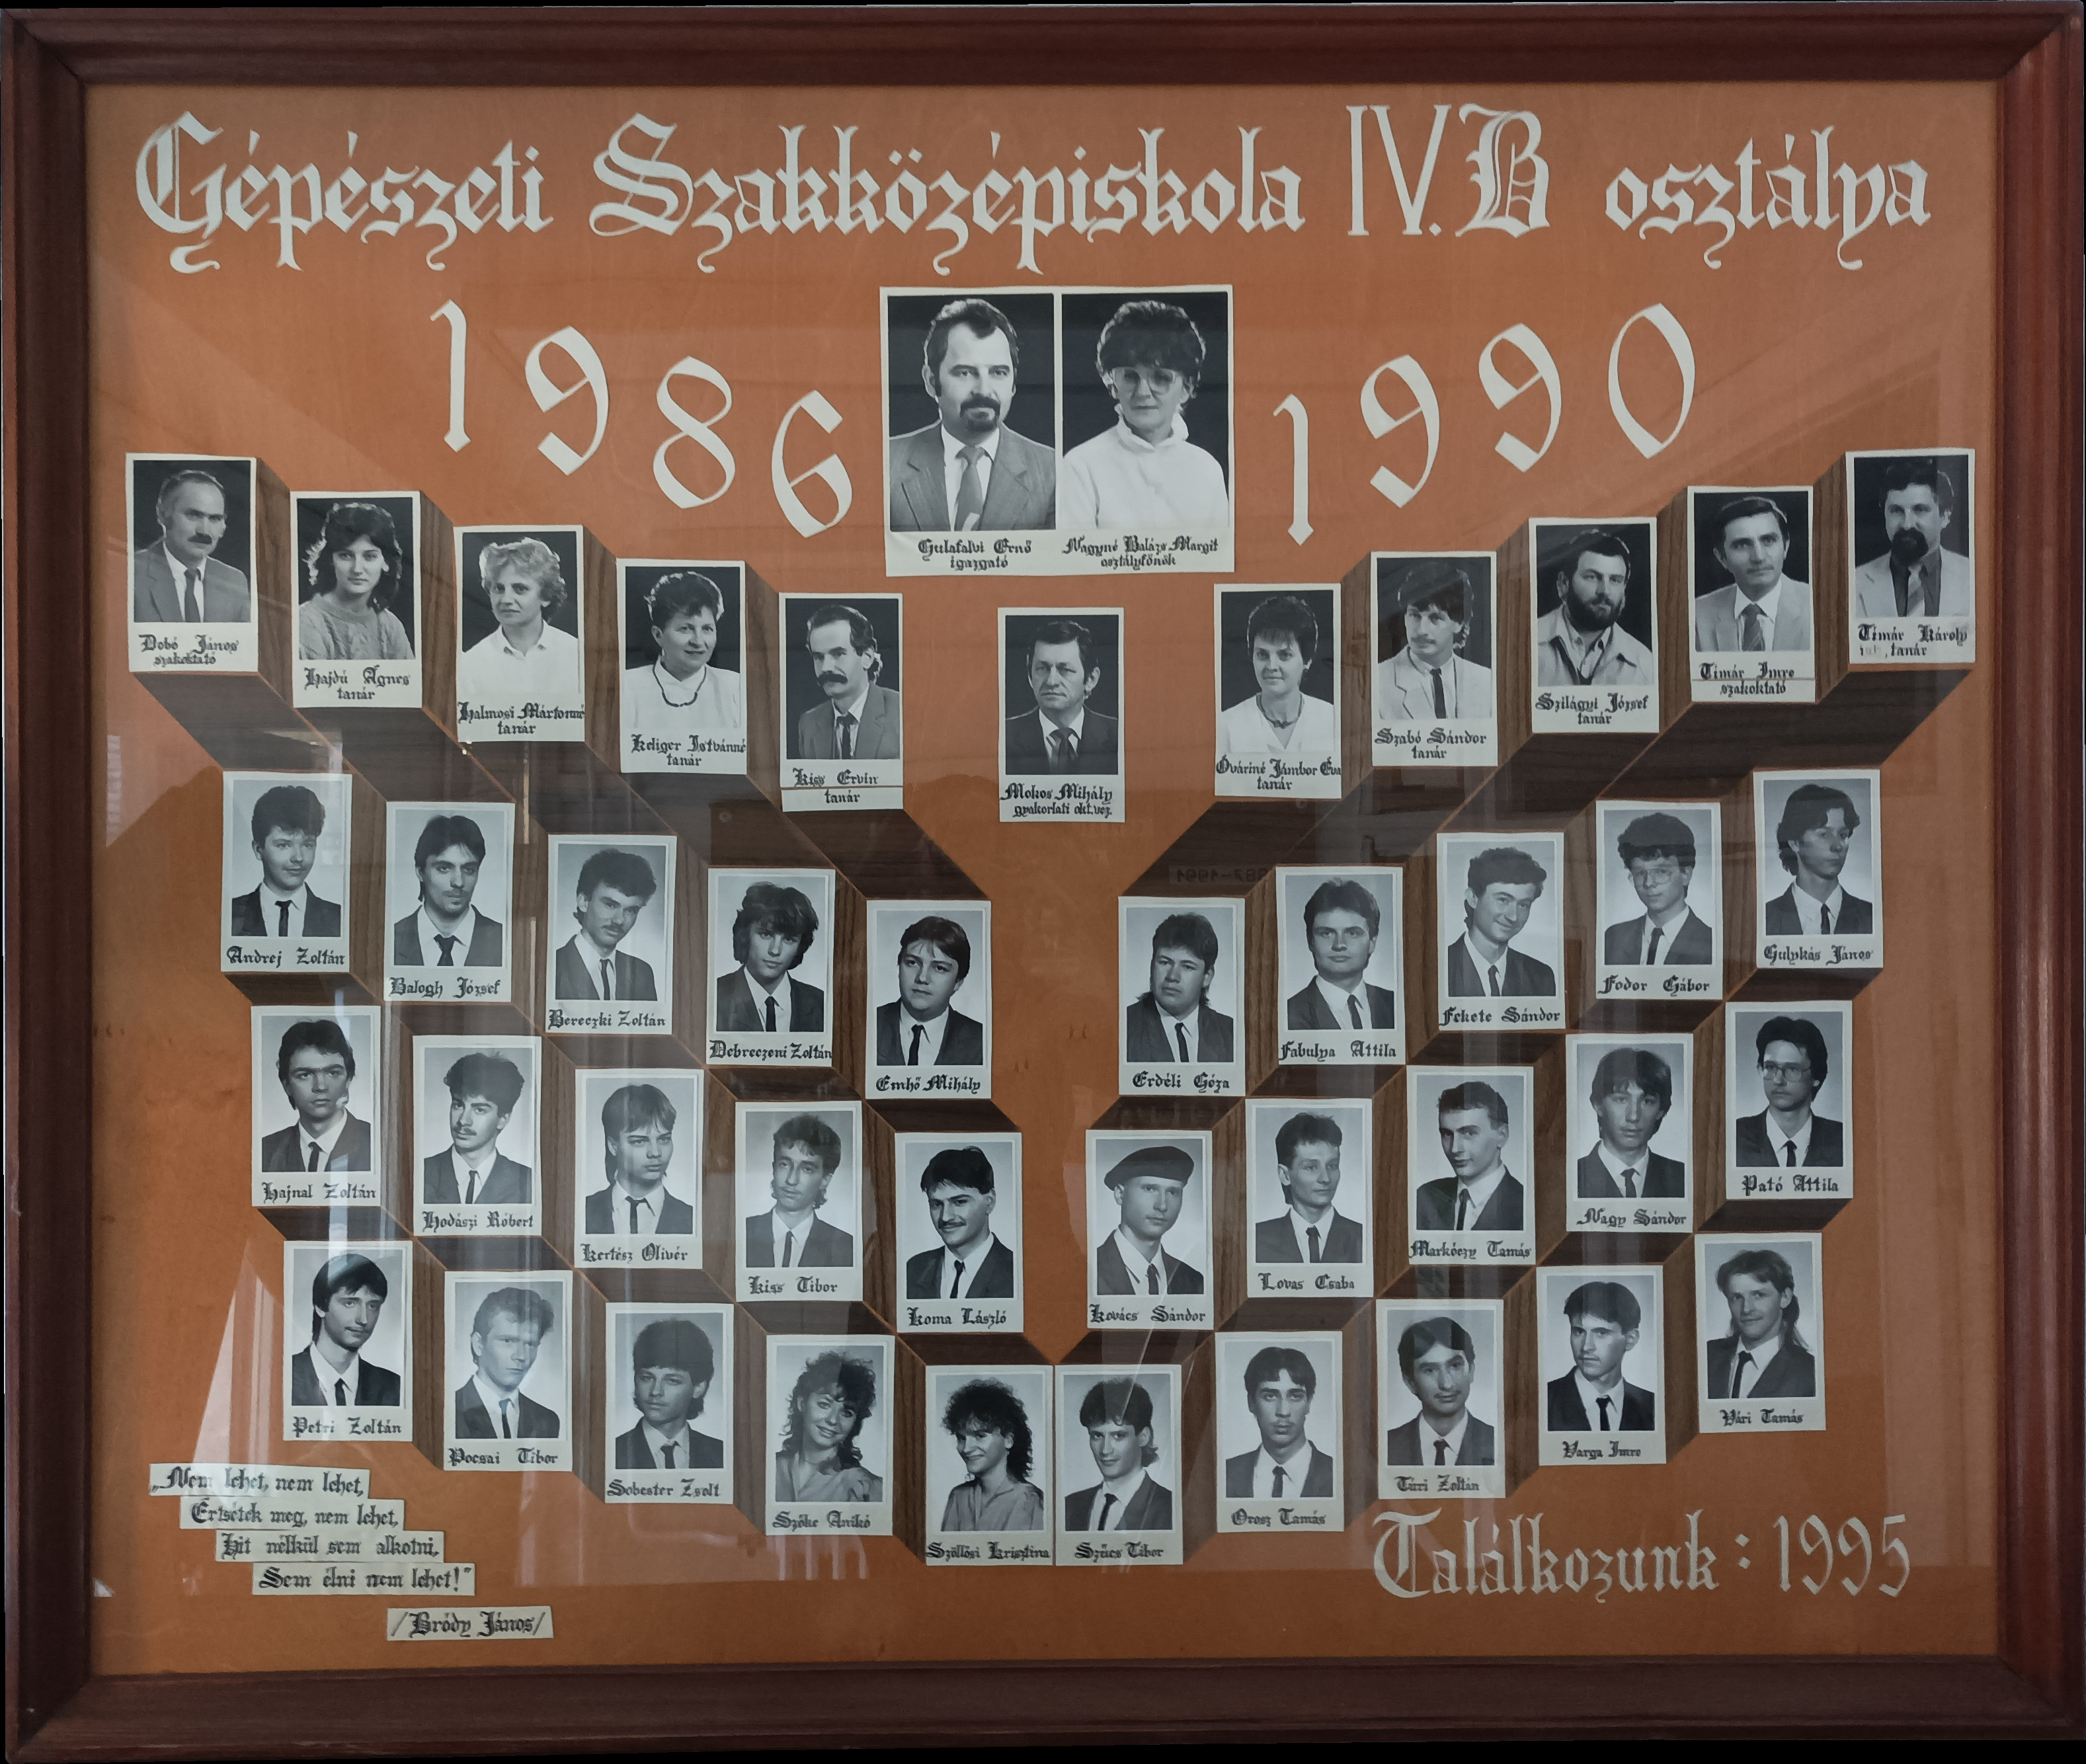 Gépészeti Szakközépiskola IV.B osztálya
1986 1990
Gulafalvi Ernő
igazgató
Nagyné Balázs Margit
osztályfőnök
Dobó János
szakoktató
Hajdú Ágnes
tanár
Halmosi Mártonné
tanár
Keliger Istvánné
tanár
Kiss Ervin
tanár
Mokos Mihály
gyakorlati okt.vez.
Óváriné Jámbor Éva
tanár
Szabó Sándor
tanár
Szilágyi József
tanár
Timár Imre
szakoktató
Timár Károly
tanár
Andrej Zoltán
Balogh József
Bereczki Zoltán
Debreczeni Zoltán
Emhő Mihály
Erdéli Géza
Fabulya Attila
Fekete Sándor
Fodor Gábor
Gulykás János
Hajnal Zoltán
Hodászi Róbert
Kertész Olivér
Kiss Tibor
Koma László
Kovács Sándor
Lovas Csaba
Markóczy Tamás
Nagy Sándor
Pató Attila
Petri Zoltán
Pocsai Tibor
Sobester Zsolt
Szőke Anikó
Szöllősi Krisztina
Szűcs Tibor
Orosz Tamás
Túri Zoltán
Varga Imre
Vári Tamás
„Nem lehet, nem lehet,
Értsétek meg, nem lehet,
Hit nélkül sem alkotni,
Sem élni nem lehet!"
/Bródy János/
Találkozunk: 1995